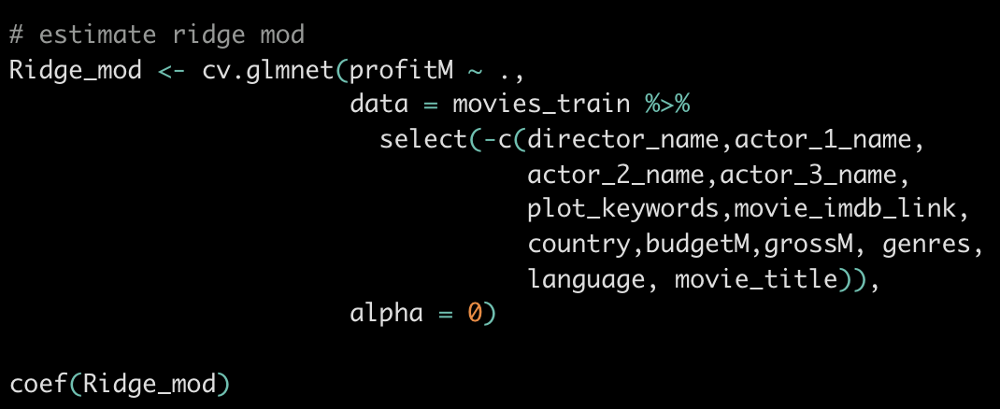 # estimate ridge mod
Ridge_mod <- cv.glmnet(profitM ~ .,
data = movies_train %>%
select(-c(director_name,actor_1_name,
actor_2_name,actor_3_name,
plot_keywords,movie_imdb_link,
country,budgetM,grossM, genres,
language, movie_title)),
alpha = 0)
coef(Ridge_mod)